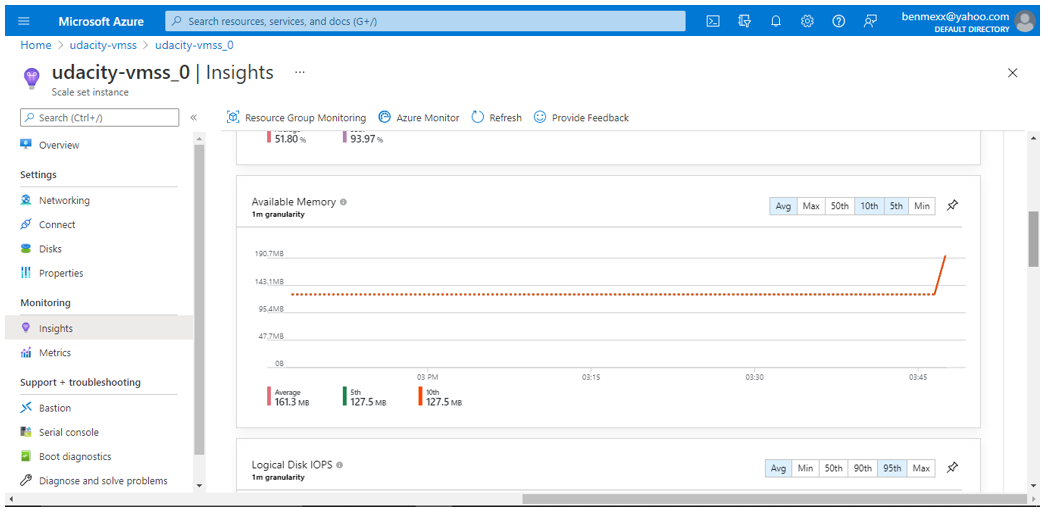 Microsoft Azure
Search resources, services, and docs (G+/)
benmexx@yahoo.com
DEFAULT DIRECTORY
Home > udacity-vmss > udacity-vmss_0
udacity-vmss_0 | Insights ...
Scale set instance
Search (Ctrl+/)
«
Resource Group Monitoring
Azure Monitor
Refresh
Provide Feedback
Overview
Settings
Networking
Connect
Disks
Properties
Monitoring
Insights
Metrics
Support + troubleshooting
Bastion
Serial console
Boot diagnostics
Diagnose and solve problems
51.80 %
93.97 %
Available Memory
1m granularity
Avg Max 50th 10th 5th Min
190.7MB
143.1MB
95.4MB
47.7MB
0B
03 PM 03:15 03:30 03:45
Average 5th 10th
161.3 MB 127.5 MB 127.5 MB
Logical Disk IOPS
1m granularity
Avg Min 50th 90th 95th Max